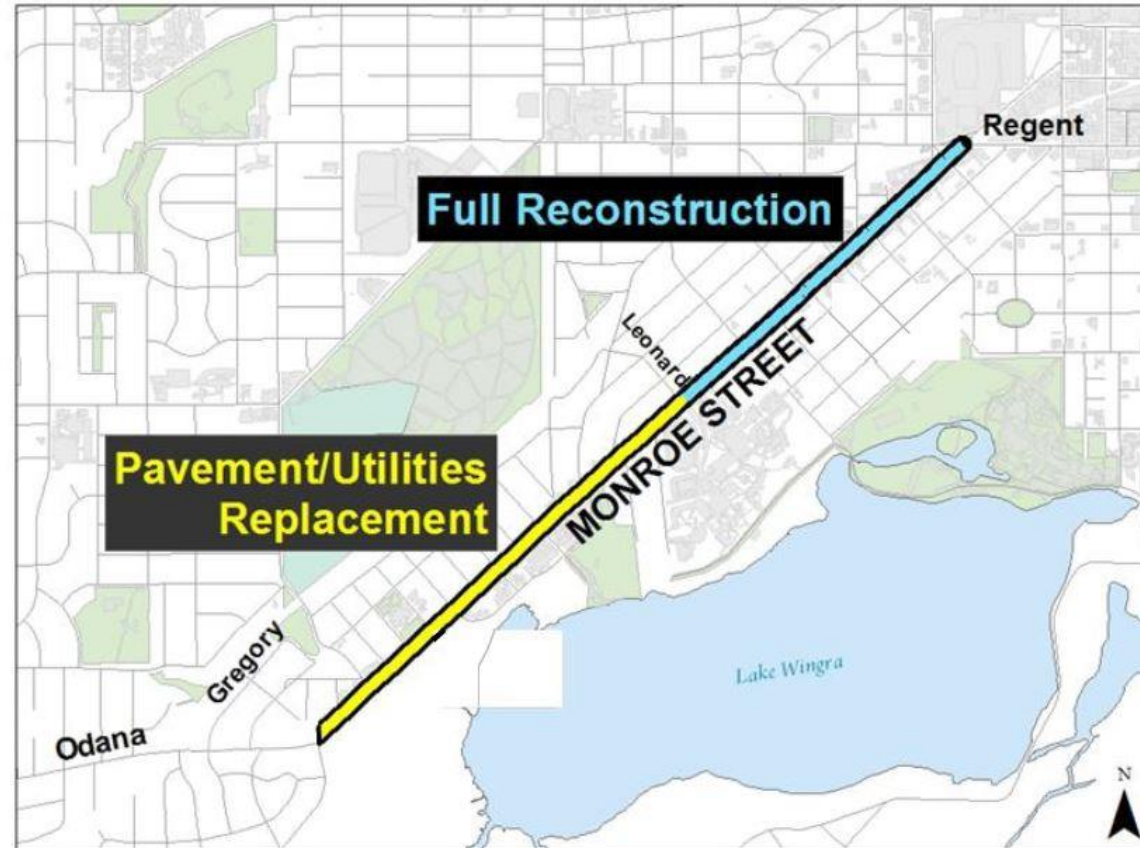 Regent
Full Reconstruction
Leonard
MONROE STREET
Pavement/Utilities
Replacement
Gregory
Lake Wingra
Odana
N